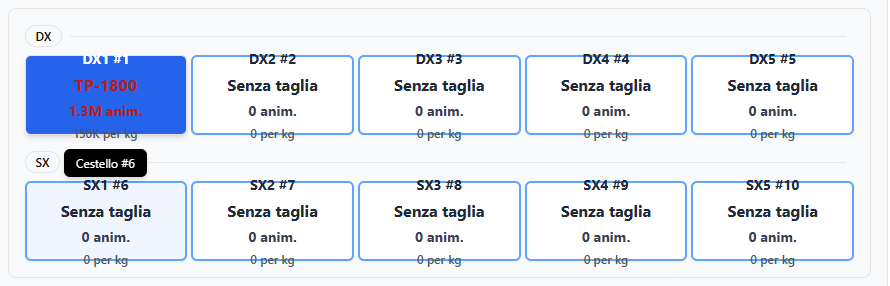 DX
DX1 #1 DX2 #2 DX3 #3 DX4 #4 DX5 #5
TP-1800 Senza taglia Senza taglia Senza taglia Senza taglia
1.3M anim. 0 anim. 0 anim. 0 anim. 0 anim.
150K per kg 0 per kg 0 per kg 0 per kg 0 per kg
SX Cestello #6
SX1 #6 SX2 #7 SX3 #8 SX4 #9 SX5 #10
Senza taglia Senza taglia Senza taglia Senza taglia Senza taglia
0 anim. 0 anim. 0 anim. 0 anim. 0 anim.
0 per kg 0 per kg 0 per kg 0 per kg 0 per kg